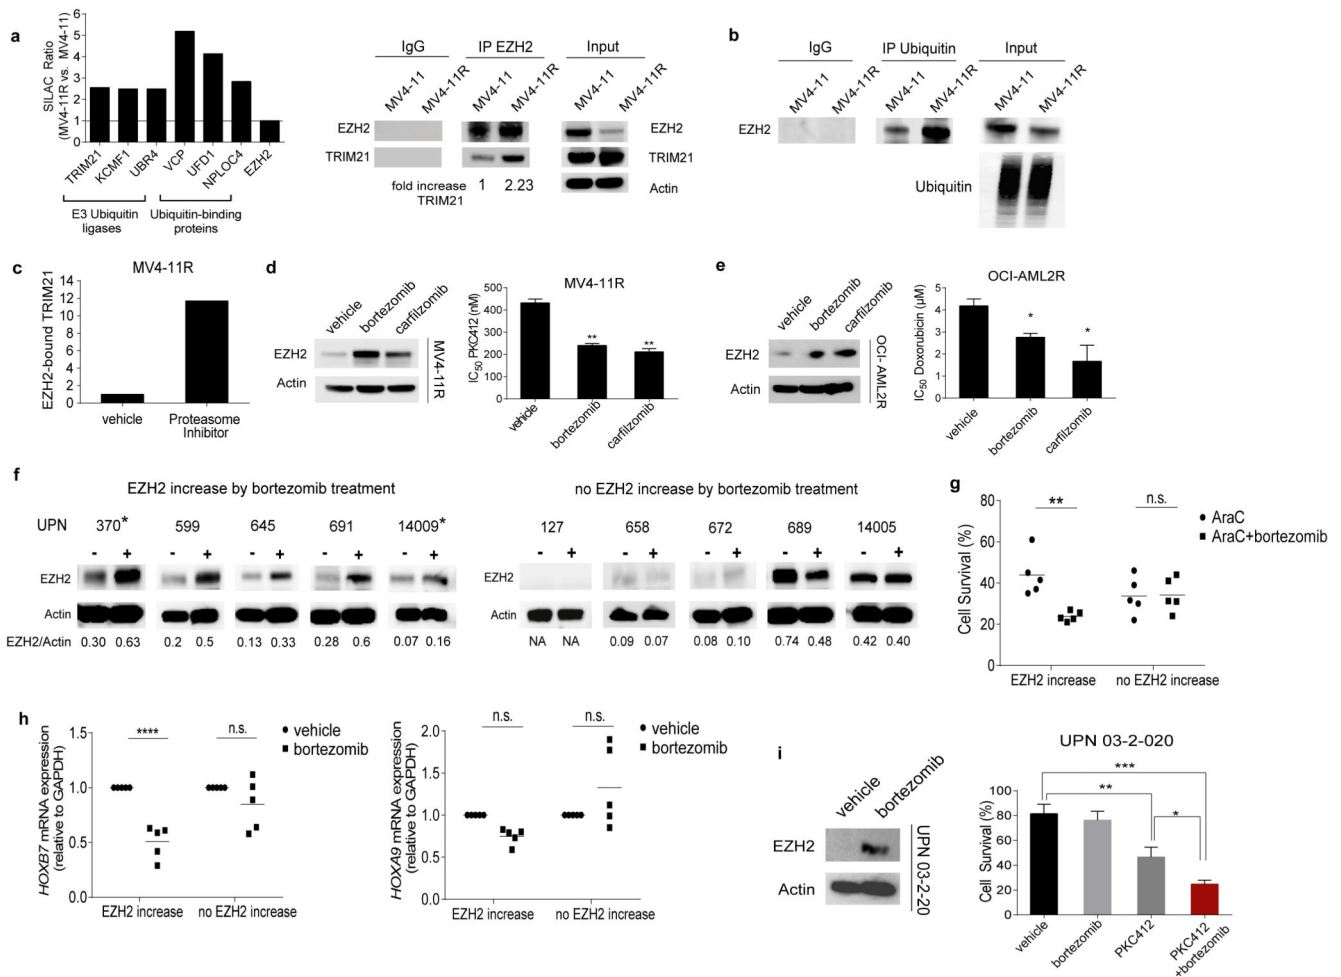 a
SILAC Ratio
(MV4-11R vs. MV4-11)
6
5
4
3
2
1
0
TRIM21
KCMF1
UBR4
VCP
UFD1
NPLOC4
EZH2
E3 Ubiquitin
ligases
Ubiquitin-binding
proteins
IgG
IP EZH2
Input
MV4-11
MV4-11R
MV4-11
MV4-11R
MV4-11
MV4-11R
EZH2
EZH2
TRIM21
TRIM21
fold increase
TRIM21
1
2.23
Actin
b
IgG
IP Ubiquitin
Input
MV4-11
MV4-11R
MV4-11
MV4-11R
MV4-11
MV4-11R
EZH2
Ubiquitin
c
MV4-11R
EZH2-bound TRIM21
14
12
10
8
6
4
2
0
vehicle
Proteasome
Inhibitor
d
vehicle
bortezomib
carfilzomib
EZH2
Actin
MV4-11R
MV4-11R
IC50 PKC412 (nM)
500
400
300
200
100
0
**
**
vehicle
bortezomib
carfilzomib
e
vehicle
bortezomib
carfilzomib
EZH2
Actin
OCI- AML2R
OCI-AML2R
IC50 Doxorubicin (µM)
5
4
3
2
1
0
*
*
vehicle
bortezomib
carfilzomib
f
EZH2 increase by bortezomib treatment
no EZH2 increase by bortezomib treatment
UPN 370* 599 645 691 14009* 127 658 672 689 14005
- + - + - + - + - + - + - + - + - + - +
EZH2
EZH2
Actin
Actin
EZH2/Actin 0.30 0.63 0.2 0.5 0.13 0.33 0.28 0.6 0.07 0.16 NA NA 0.09 0.07 0.08 0.10 0.74 0.48 0.42 0.40
g
Cell Survival (%)
80
60
40
20
0
**
n.s.
AraC
AraC+bortezomib
EZH2 increase
no EZH2 increase
h
HOXB7 mRNA expression
(relative to GAPDH)
1.5
1.0
0.5
0.0
****
n.s.
vehicle
bortezomib
EZH2 increase
no EZH2 increase
HOXA9 mRNA expression
(relative to GAPDH)
2.0
1.5
1.0
0.5
0.0
n.s.
n.s.
vehicle
bortezomib
EZH2 increase
no EZH2 increase
i
vehicle
bortezomib
EZH2
Actin
UPN 03-2-20
UPN 03-2-020
Cell Survival (%)
100
80
60
40
20
0
***
**
*
vehicle
bortezomib
PKC412
PKC412
+bortezomib